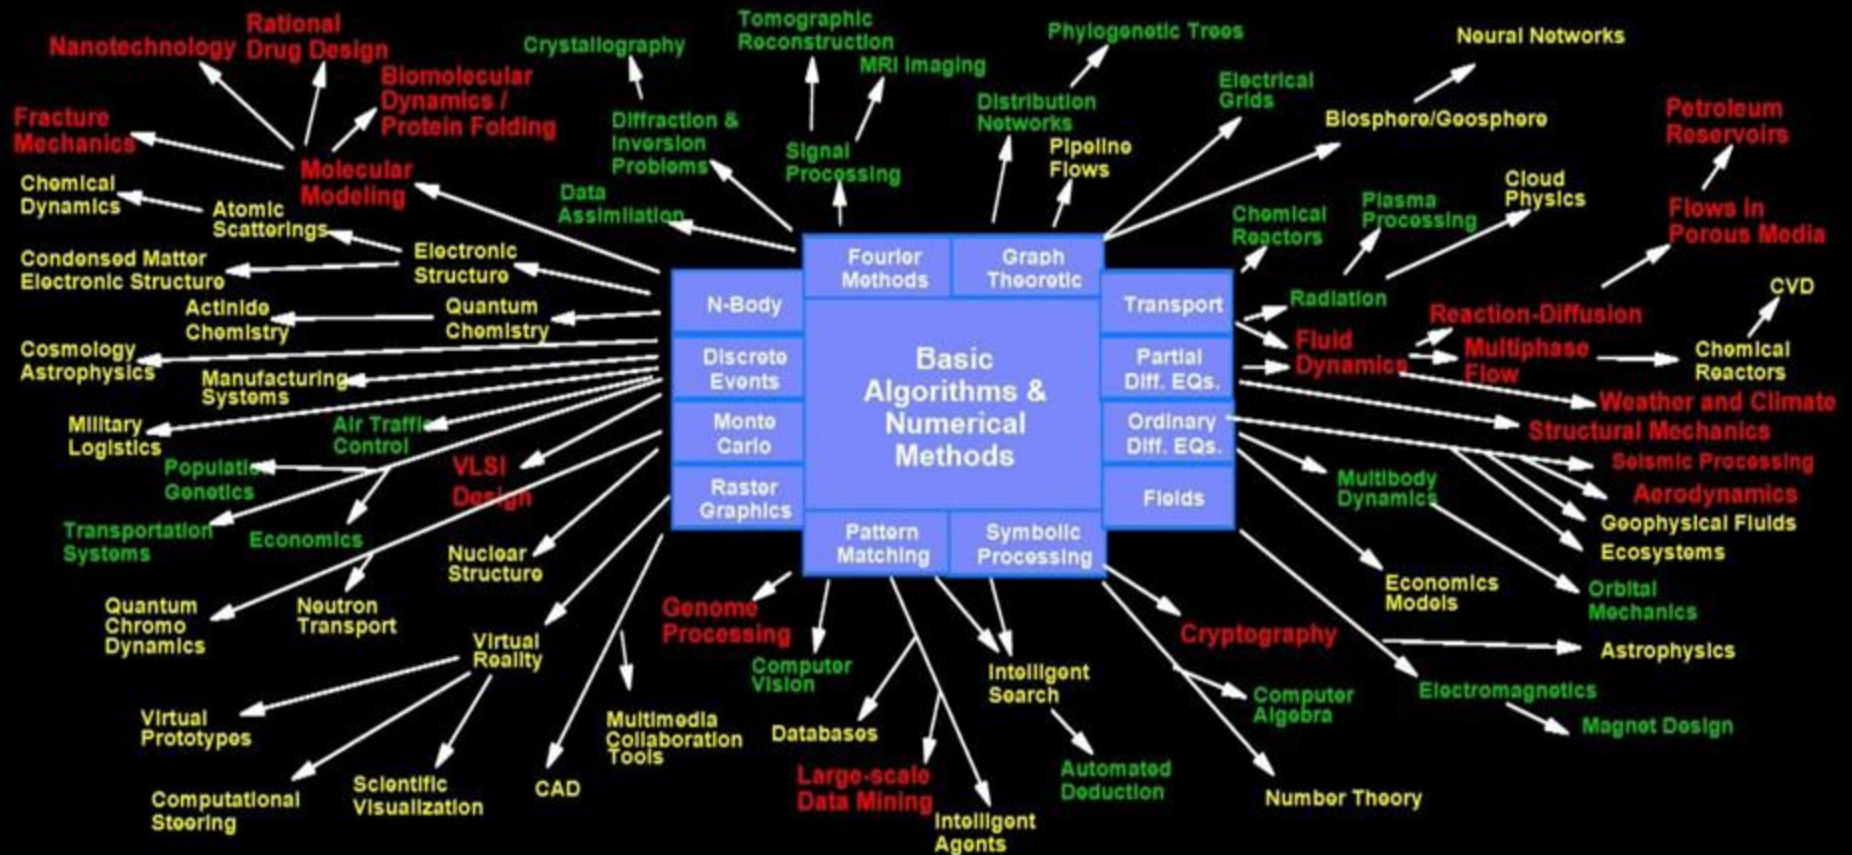 Nanotechnology
Rational
Drug Design
Biomolecular
Dynamics /
Protein Folding
Fracture
Mechanics
Molecular
Modeling
Chemical
Dynamics
Atomic
Scatterings
Condensed Matter
Electronic Structure
Electronic
Structure
Actinide
Chemistry
Quantum
Chemistry
Cosmology
Astrophysics
Manufacturing
Systems
Military
Logistics
Air Traffic
Control
Population
Genetics
VLSI
Design
Transportation
Systems
Economics
Nuclear
Structure
Quantum
Chromo
Dynamics
Neutron
Transport
Virtual
Reality
Virtual
Prototypes
Computational
Steering
Scientific
Visualization
CAD
Multimedia
Collaboration
Tools
Crystallography
Diffraction &
Inversion
Problems
Data
Assimilation
Tomographic
Reconstruction
MRI Imaging
Signal
Processing
Phylogenetic Trees
Distribution
Networks
Pipeline
Flows
Electrical
Grids
Neural Networks
Biosphere/Geosphere
Petroleum
Reservoirs
Cloud
Physics
Plasma
Processing
Chemical
Reactors
Flows in
Porous Media
Radiation
CVD
Reaction-Diffusion
Fluid
Dynamics
Multiphase
Flow
Chemical
Reactors
Weather and Climate
Structural Mechanics
Seismic Processing
Multibody
Dynamics
Aerodynamics
Geophysical Fluids
Ecosystems
Economics
Models
Orbital
Mechanics
Astrophysics
Electromagnetics
Magnet Design
Fourier
Methods
Graph
Theoretic
N-Body
Transport
Discrete
Events
Basic
Algorithms &
Numerical
Methods
Partial
Diff. EQs.
Monte
Carlo
Ordinary
Diff. EQs.
Raster
Graphics
Fields
Pattern
Matching
Symbolic
Processing
Genome
Processing
Computer
Vision
Databases
Large-scale
Data Mining
Intelligent
Agents
Intelligent
Search
Automated
Deduction
Cryptography
Computer
Algebra
Number Theory